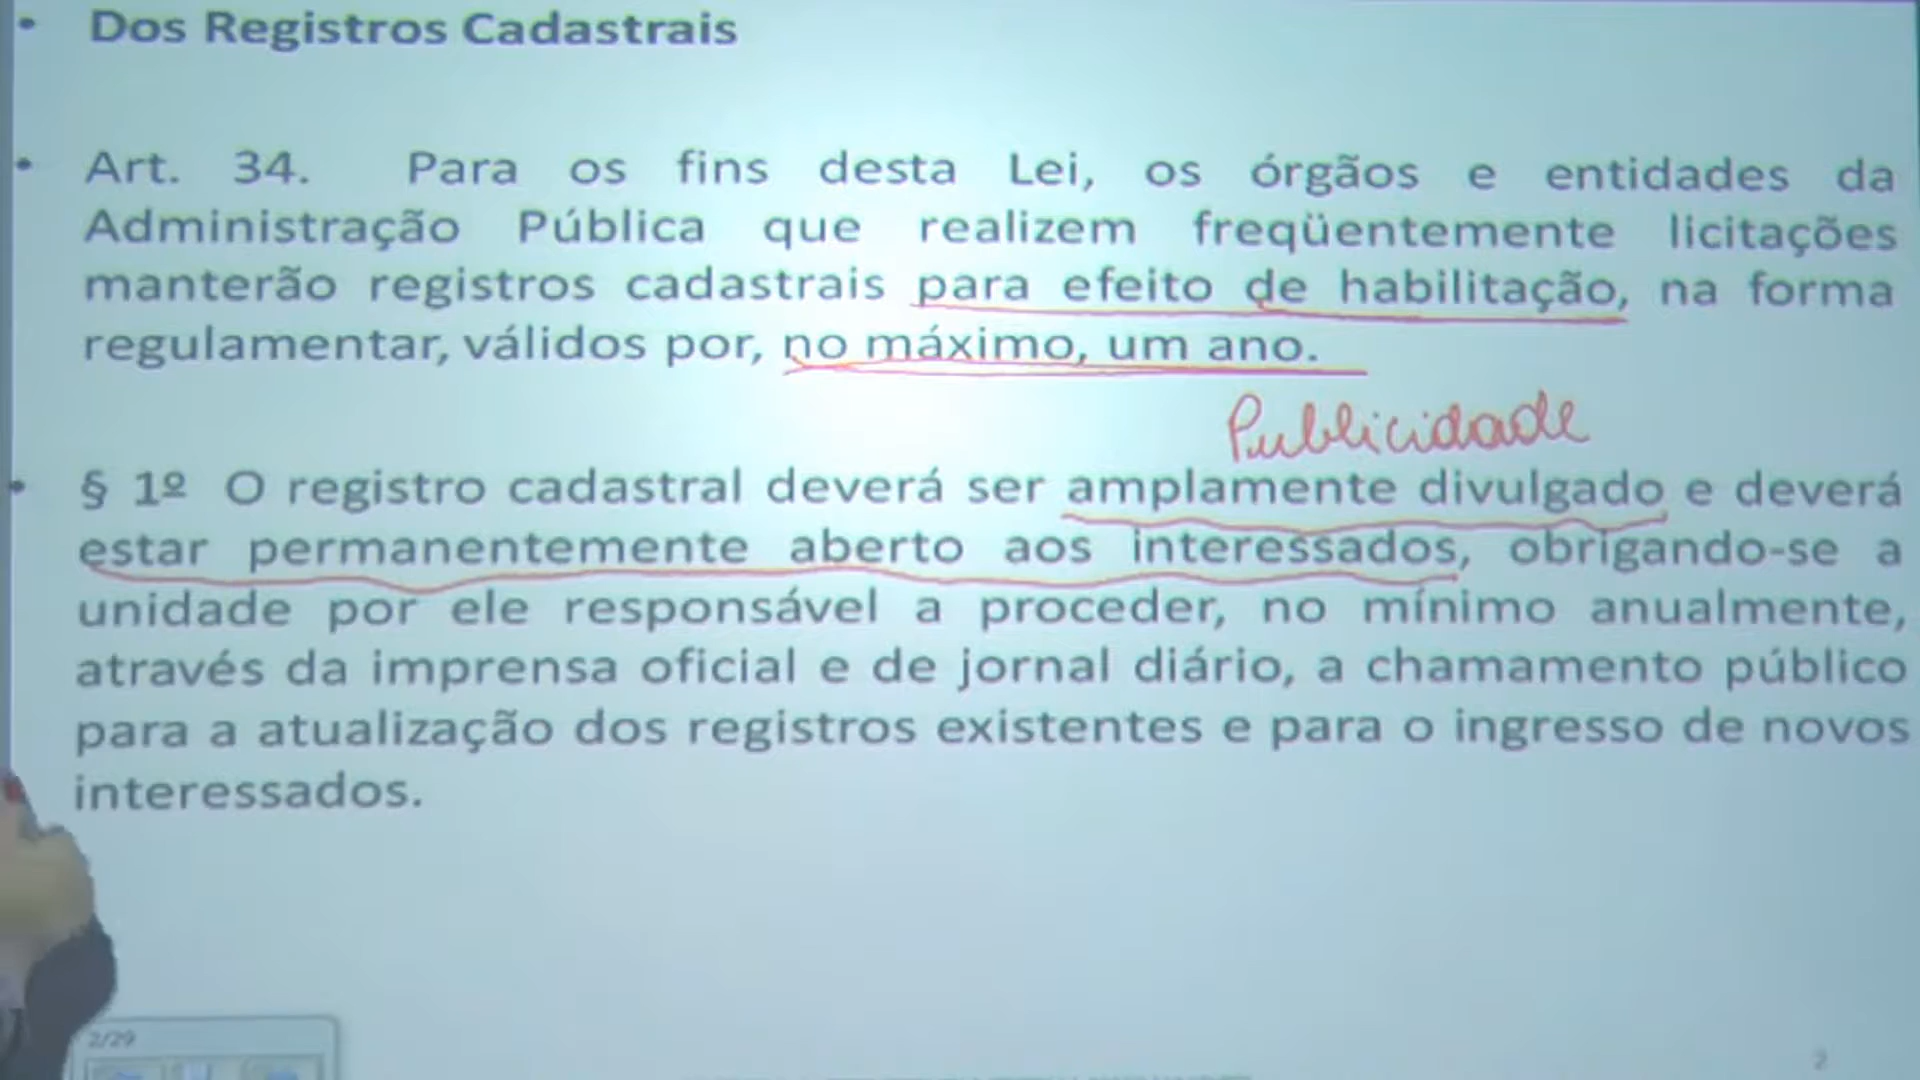 • Dos Registros Cadastrais
• Art. 34. Para os fins desta Lei, os órgãos e entidades da
Administração Pública que realizem freqüentemente licitações
manterão registros cadastrais para efeito de habilitação, na forma
regulamentar, válidos por, no máximo, um ano.
Publicidade
• § 1º O registro cadastral deverá ser amplamente divulgado e deverá
estar permanentemente aberto aos interessados, obrigando-se a
unidade por ele responsável a proceder, no mínimo anualmente,
através da imprensa oficial e de jornal diário, a chamamento público
para a atualização dos registros existentes e para o ingresso de novos
interessados.
2/29
2